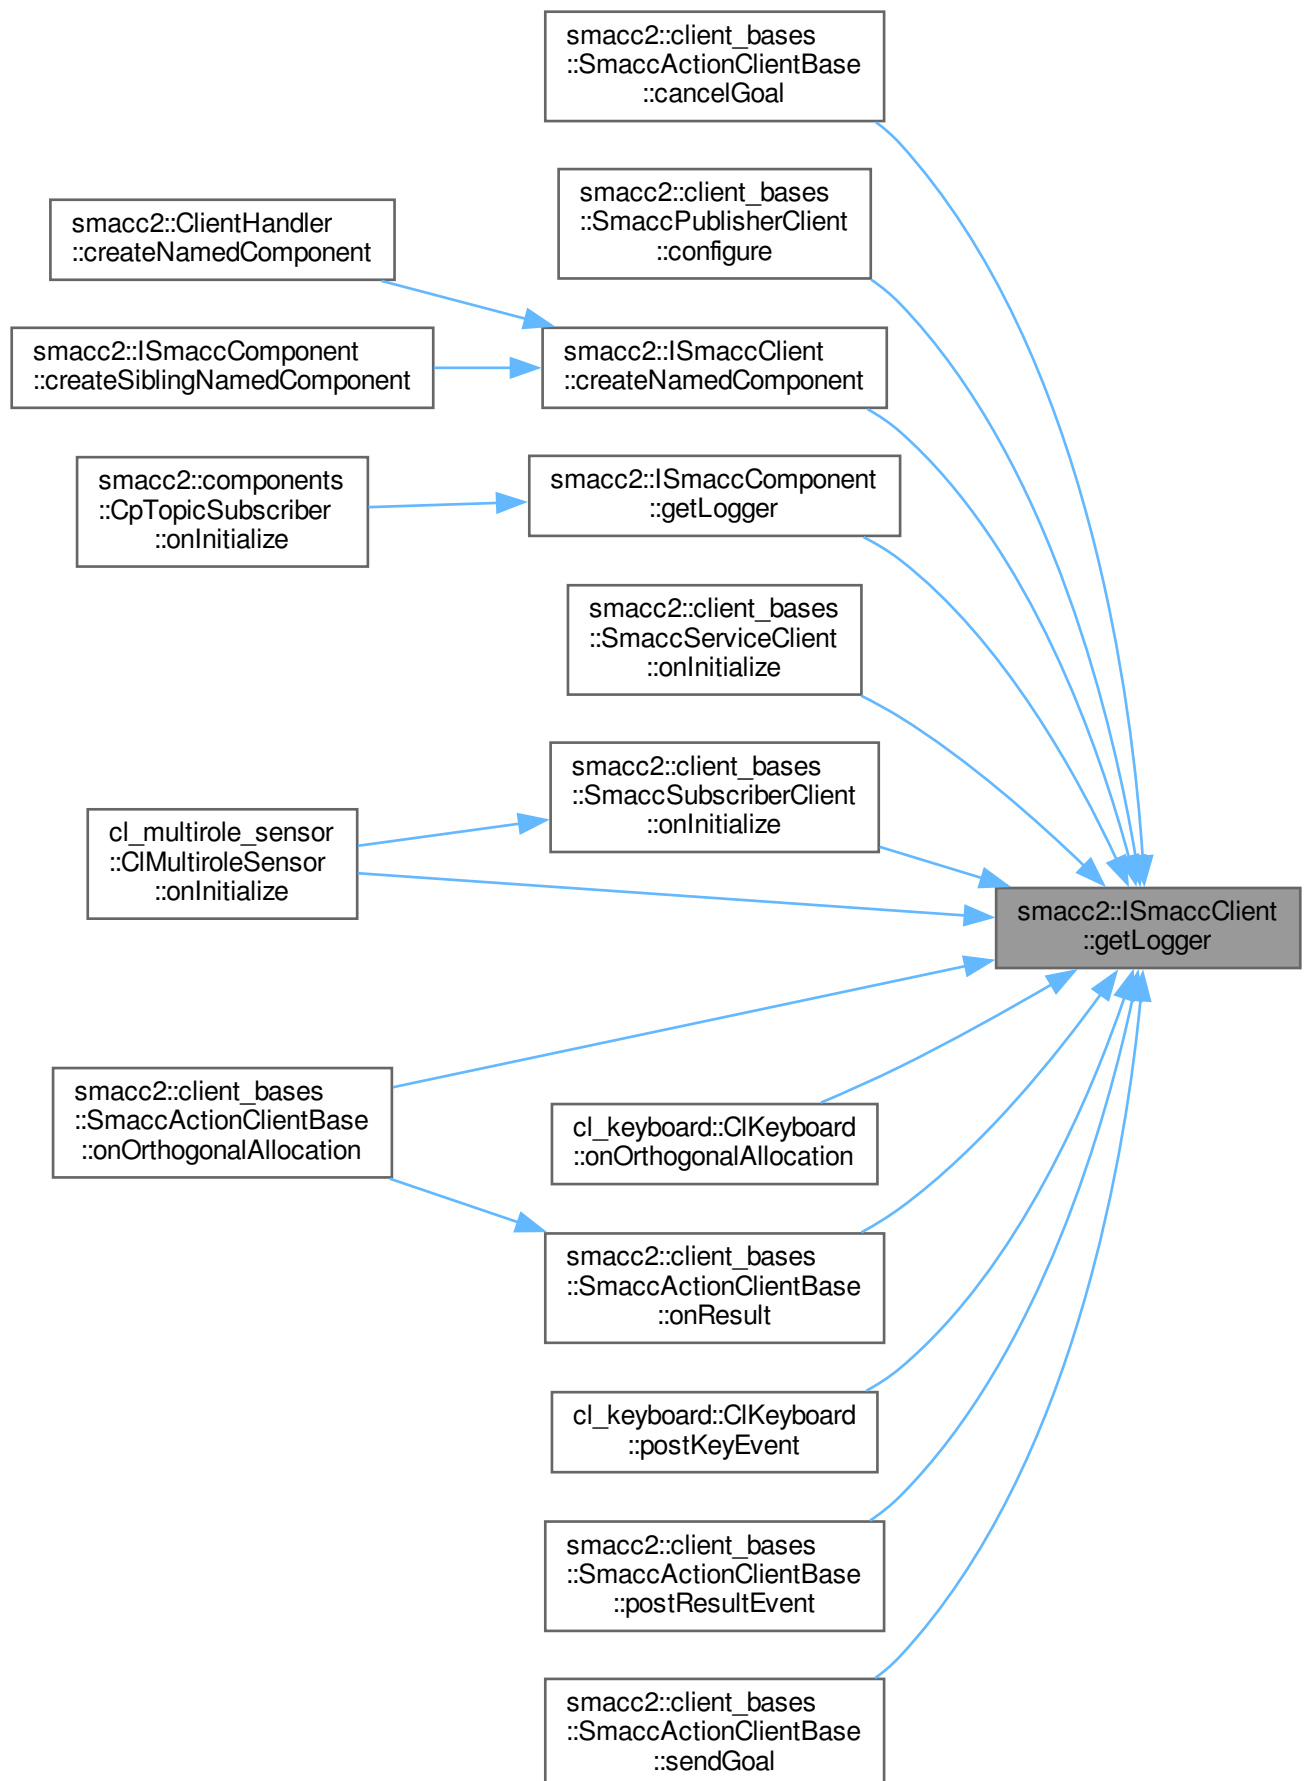 smacc2::client_bases
::SmaccActionClientBase
::cancelGoal
smacc2::client_bases
::SmaccPublisherClient
::configure
smacc2::ClientHandler
::createNamedComponent
smacc2::ISmaccComponent
::createSiblingNamedComponent
smacc2::ISmaccClient
::createNamedComponent
smacc2::components
::CpTopicSubscriber
::onInitialize
smacc2::ISmaccComponent
::getLogger
smacc2::client_bases
::SmaccServiceClient
::onInitialize
smacc2::client_bases
::SmaccSubscriberClient
::onInitialize
cl_multirole_sensor
::ClMultiroleSensor
::onInitialize
smacc2::ISmaccClient
::getLogger
smacc2::client_bases
::SmaccActionClientBase
::onOrthogonalAllocation
cl_keyboard::ClKeyboard
::onOrthogonalAllocation
smacc2::client_bases
::SmaccActionClientBase
::onResult
cl_keyboard::ClKeyboard
::postKeyEvent
smacc2::client_bases
::SmaccActionClientBase
::postResultEvent
smacc2::client_bases
::SmaccActionClientBase
::sendGoal